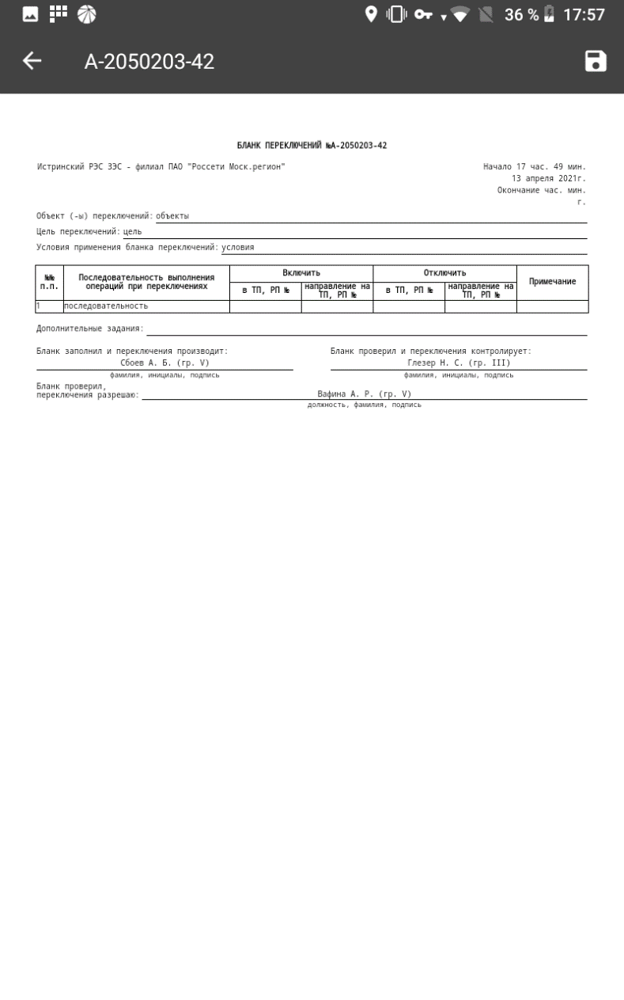 36 % 17:57
A-2050203-42
БЛАНК ПЕРЕКЛЮЧЕНИЙ №А-2050203-42
Истринский РЭС ЗЭС - филиал ПАО "Россети Моск.регион"
Начало 17 час. 49 мин.
13 апреля 2021г.
Окончание час. мин.
г.
Объект (-ы) переключений: объекты
Цель переключений: цель
Условия применения бланка переключений: условия
№№ п.п.
Последовательность выполнения
операций при переключениях
Включить
Отключить
Примечание
в ТП, РП №
направление на
ТП, РП №
в ТП, РП №
направление на
ТП, РП №
1 последовательность
Дополнительные задания:
Бланк заполнил и переключения производит:
Сбоев А. Б. (гр. V)
фамилия, инициалы, подпись
Бланк проверил и переключения контролирует:
Глезер Н. С. (гр. III)
фамилия, инициалы, подпись
Бланк проверил,
переключения разрешаю: Вафина А. Р. (гр. V)
должность, фамилия, подпись